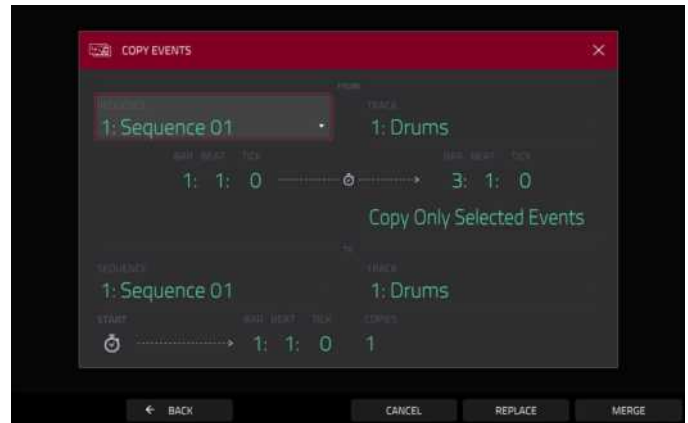 COPY EVENTS
FROM
SEQUENCE TRACK
1: Sequence 01 1: Drums
BAR BEAT TICK BAR BEAT TICK
1: 1: 0 3: 1: 0
Copy Only Selected Events
TO
SEQUENCE TRACK
1: Sequence 01 1: Drums
START BAR BEAT TICK COPIES
1: 1: 0 1
BACK CANCEL REPLACE MERGE